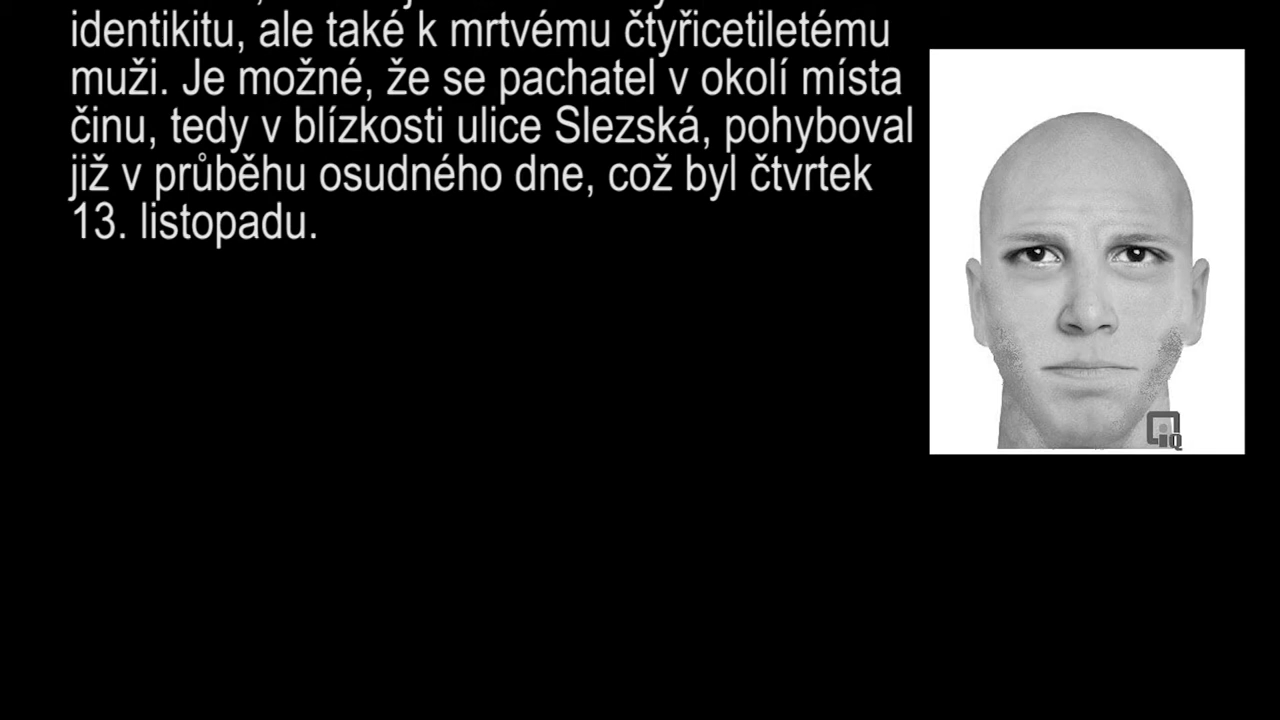 identikitu, ale také k mrtvému čtyřicetiletému
muži. Je možné, že se pachatel v okolí místa
činu, tedy v blízkosti ulice Slezská, pohyboval
již v průběhu osudného dne, což byl čtvrtek
13. listopadu.
iQ